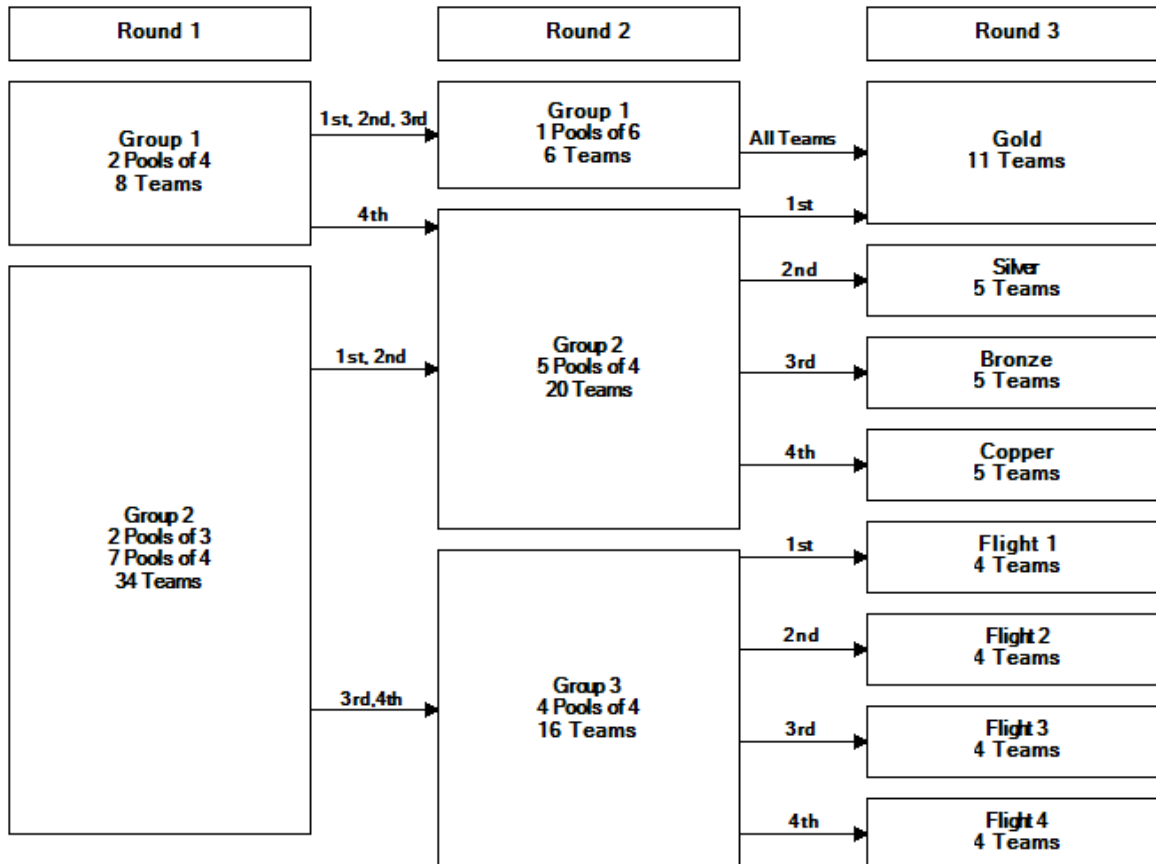 Round 1
Round 2
Round 3
Group 1
2 Pools of 4
8 Teams
1st, 2nd, 3rd
4th
Group 1
1 Pools of 6
6 Teams
All Teams
Gold
11 Teams
Group 2
2 Pools of 3
7 Pools of 4
34 Teams
1st, 2nd
3rd,4th
Group 2
5 Pools of 4
20 Teams
1st
2nd
Silver
5 Teams
3rd
Bronze
5 Teams
4th
Copper
5 Teams
Group 3
4 Pools of 4
16 Teams
1st
Flight 1
4 Teams
2nd
Flight 2
4 Teams
3rd
Flight 3
4 Teams
4th
Flight 4
4 Teams